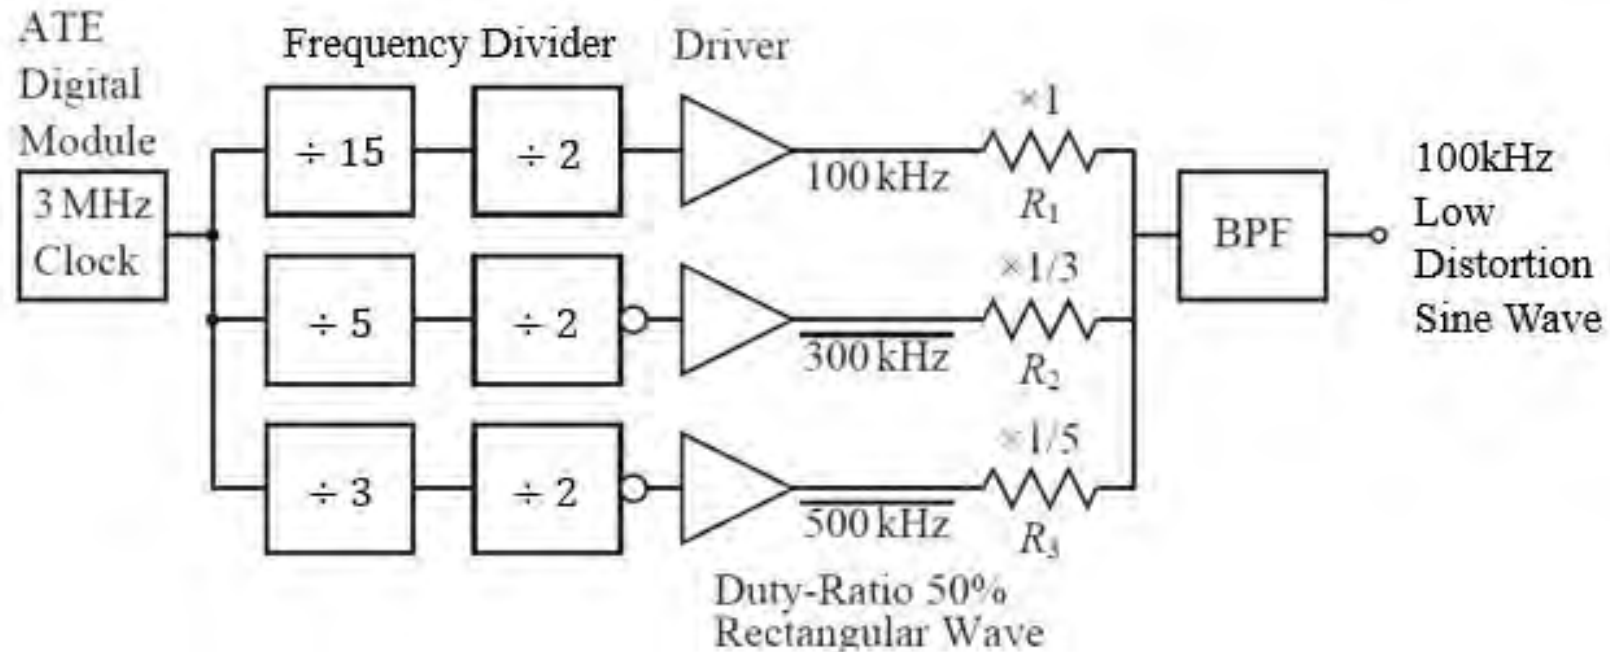 ATE
Digital
Module
3 MHz
Clock
Frequency Divider
Driver
÷ 15
÷ 2
100 kHz
×1
R₁
÷ 5
÷ 2
300 kHz
×1/3
R₂
÷ 3
÷ 2
500 kHz
×1/5
R₃
Duty-Ratio 50%
Rectangular Wave
BPF
100kHz
Low
Distortion
Sine Wave